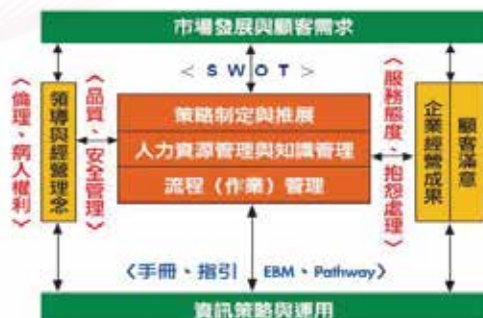 市場發展與顧客需求
< S W O T >
〈倫理、病人權利〉
領導與經營理念
〈品質、安全管理〉
策略制定與推展
人力資源管理與知識管理
流程（作業）管理
〈服務態度、抱怨處理〉
企業經營成果
顧客滿意
〈手冊、指引 EBM、Pathway〉
資訊策略與運用